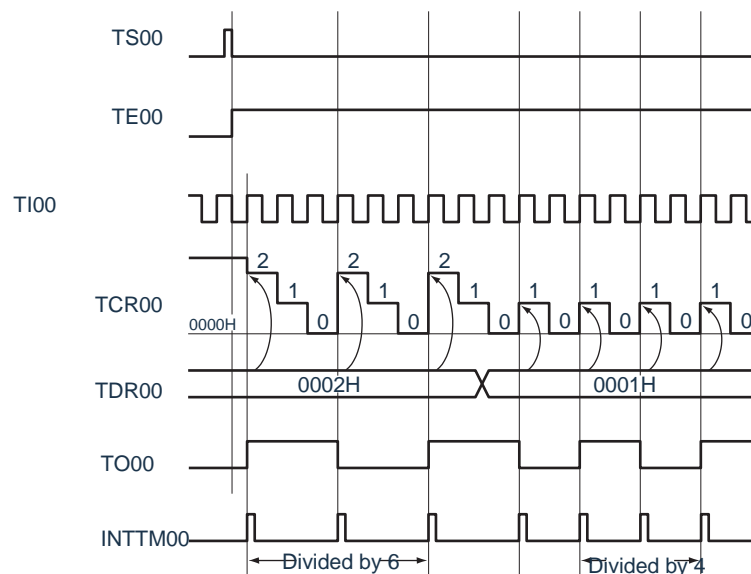 TS00
TE00
TI00
2 2 2
1 1 1 1 1 1 1
TCR00
0 0 0 0 0 0 0
0000H
0002H 0001H
TDR00
TO00
INTTM00
Divided by 6 Divided by 4